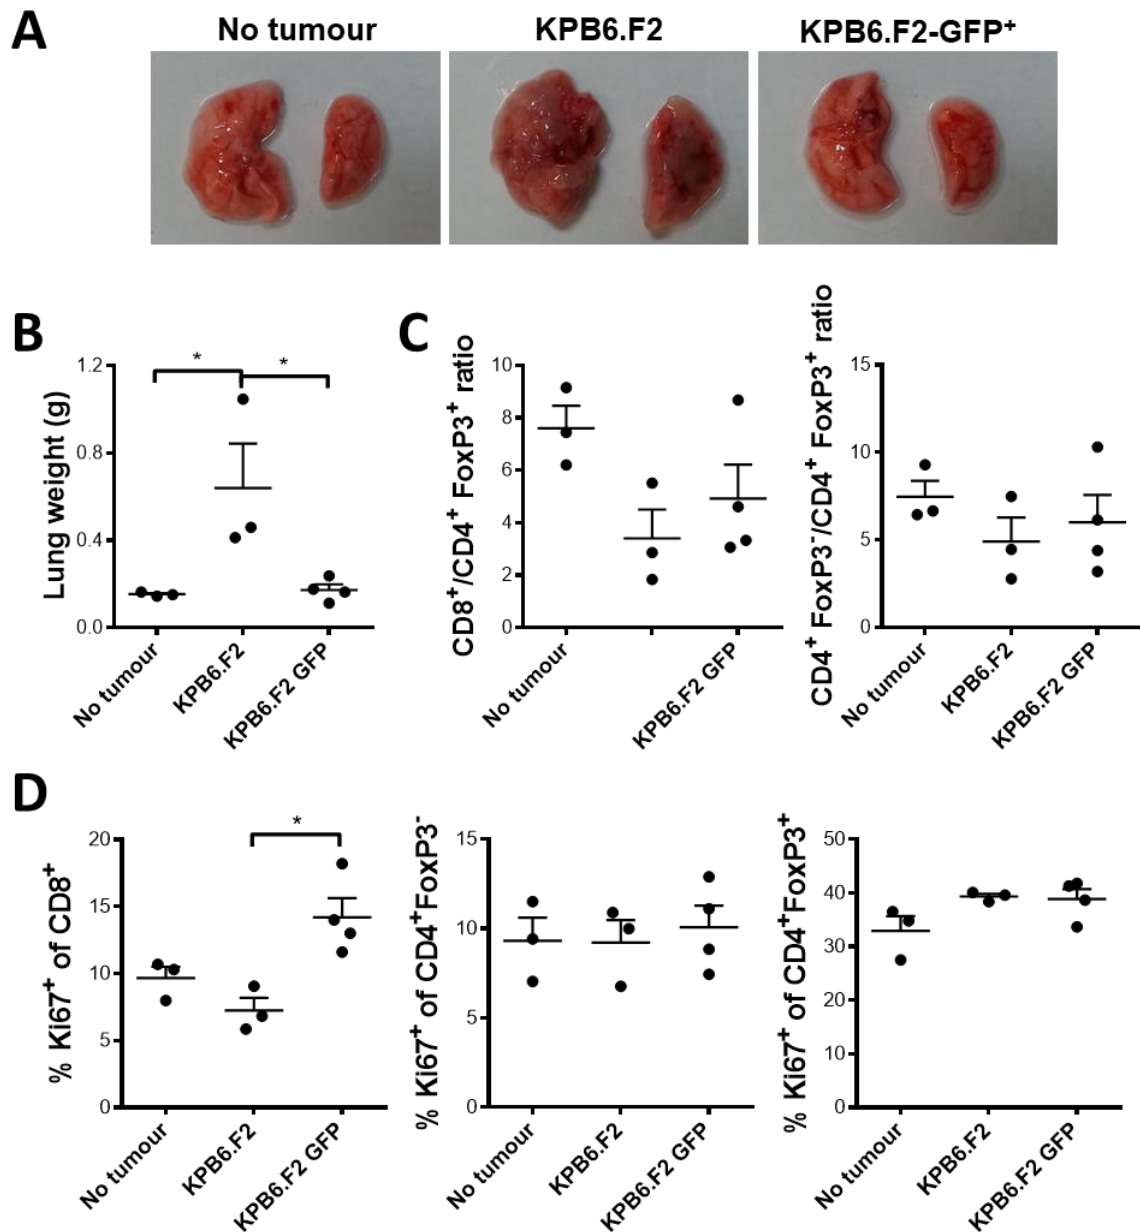 A
No tumour
KPB6.F2
KPB6.F2-GFP⁺
B
Lung weight (g)
1.2
0.8
0.4
0.0
*
*
No tumour
KPB6.F2
KPB6.F2 GFP
C
CD8⁺/CD4⁺ FoxP3⁺ ratio
10
8
6
4
2
0
No tumour
KPB6.F2 GFP
CD4⁺ FoxP3⁻/CD4⁺ FoxP3⁺ ratio
15
10
5
0
No tumour
KPB6.F2
KPB6.F2 GFP
D
% Ki67⁺ of CD8⁺
20
15
10
5
0
*
No tumour
KPB6.F2
KPB6.F2 GFP
% Ki67⁺ of CD4⁺FoxP3⁻
15
10
5
0
No tumour
KPB6.F2
KPB6.F2 GFP
% Ki67⁺ of CD4⁺FoxP3⁺
50
40
30
20
10
0
No tumour
KPB6.F2
KPB6.F2 GFP